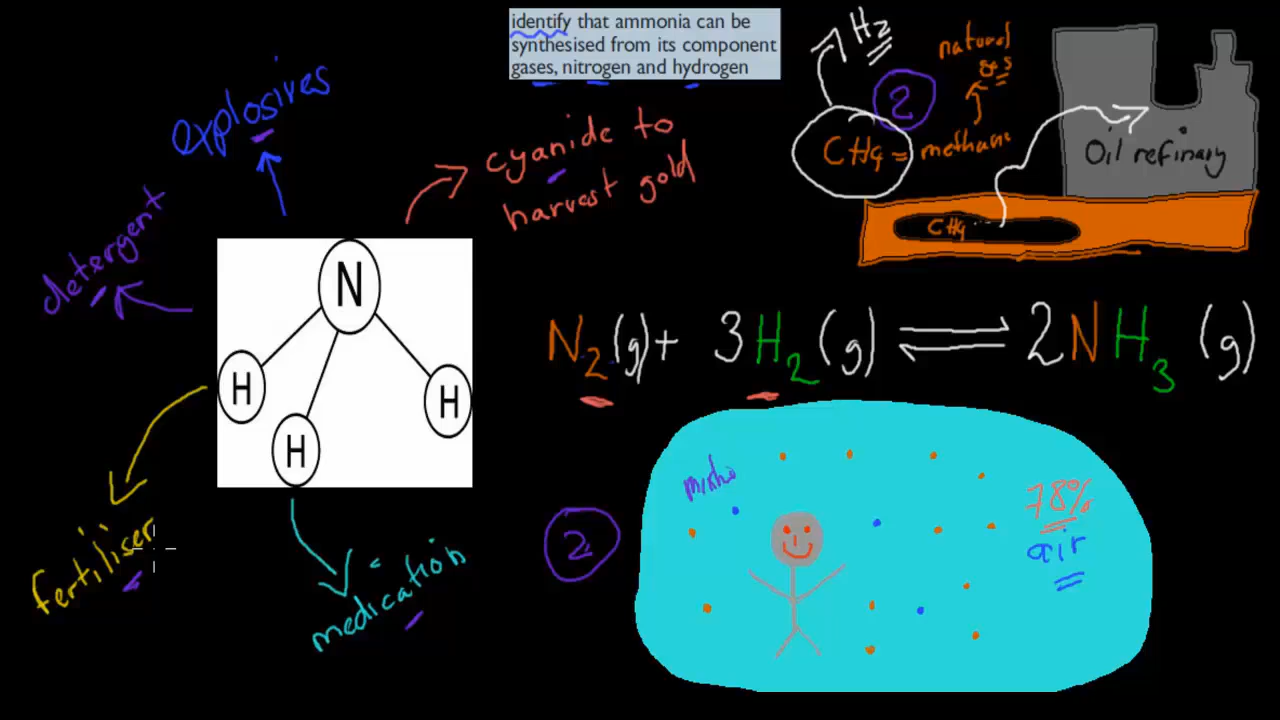 identify that ammonia can be
synthesised from its component
gases, nitrogen and hydrogen
H2
natural
gas
2
CH4 = methane
Oil refinary
CH4
explosives
cyanide to
harvest gold
detergent
N
H
H
H
N2(g) + 3H2(g) ⇌ 2NH3(g)
fertiliser
medication
2
78%
air